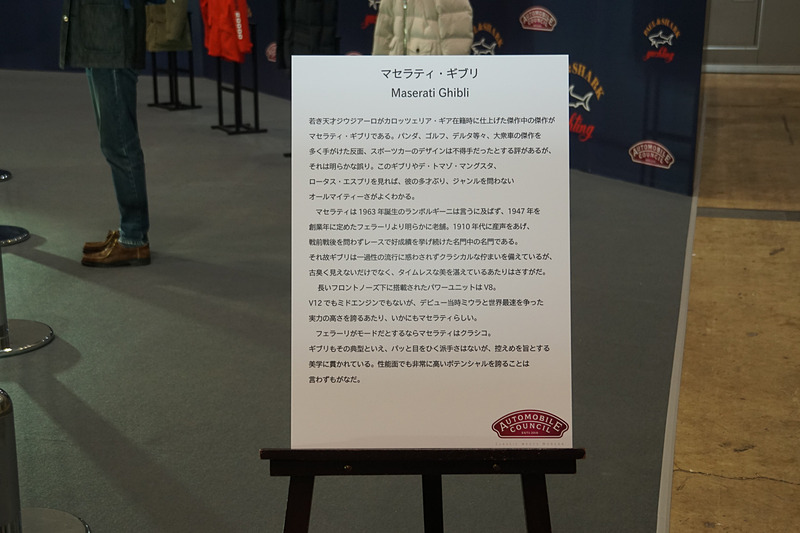 マセラティ・ギブリ
Maserati Ghibli
若き天才ジウジアーロがカロッツェリア・ギア在籍時に仕上げた傑作中の傑作が
マセラティ・ギブリである。パンダ、ゴルフ、デルタ等々、大衆車の傑作を
多く手がけた反面、スポーツカーのデザインは不得手だったとする評があるが、
それは明らかな誤り。このギブリやデ・トマゾ・マングスタ、
ロータス・エスプリを見れば、彼の多才ぶり、ジャンルを問わない
オールマイティーさがよくわかる。
マセラティは 1963 年誕生のランボルギーニは言うに及ばず、1947 年を
創業年に定めたフェラーリより明らかに老舗。1910 年代に産声をあげ、
戦前戦後を問わずレースで好成績を挙げ続けた名門中の名門である。
それ故ギブリは一過性の流行に惑わされずクラシカルな佇まいを備えているが、
古臭く見えないだけでなく、タイムレスな美を湛えているあたりはさすがだ。
長いフロントノーズ下に搭載されたパワーユニットは V8。
V12 でもミドエンジンでもないが、デビュー当時ミウラと世界最速を争った
実力の高さを誇るあたり、いかにもマセラティらしい。
フェラーリがモードだとするならマセラティはクラシコ。
ギブリもその典型といえ、パッと目をひく派手さはないが、控えめを旨とする
美学に貫かれている。性能面でも非常に高いポテンシャルを誇ることは
言わずもがなだ。
AUTOMOBILE
COUNCIL
PAUL&SHARK
yachting
AUTOMOBILE
COUNCIL
AUTOMOBILE
COUNCIL